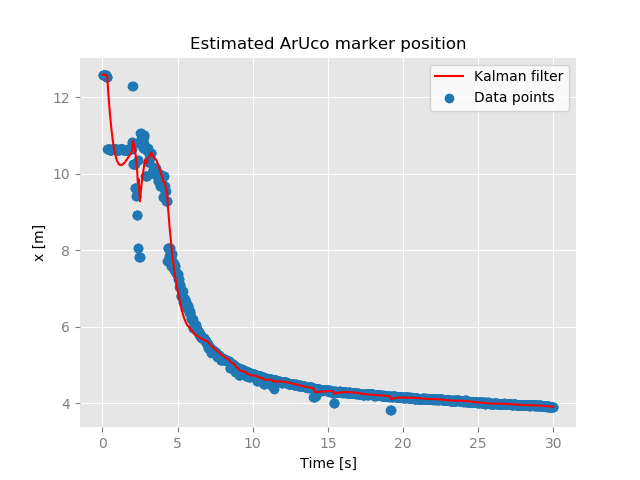 Estimated ArUco marker position
Kalman filter
Data points
12
10
8
6
4
x [m]
0 5 10 15 20 25 30
Time [s]